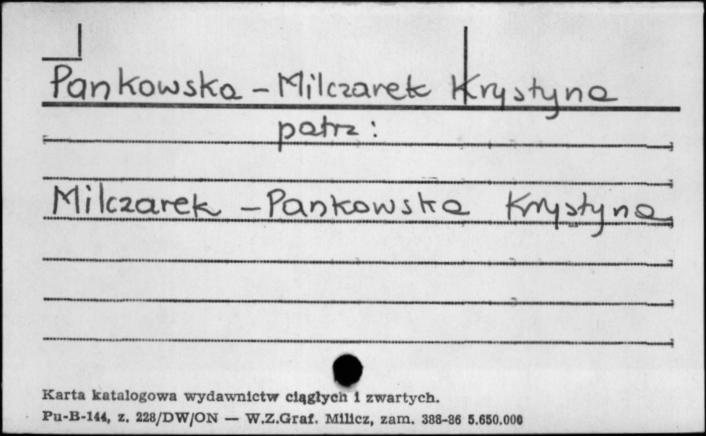 Pankowska - Milczarek Krystyna
patrz:
Milczarek - Pankowska Krystyna
Karta katalogowa wydawnictw ciągłych i zwartych.
Pu-B-144, z. 228/DW/ON — W.Z.Graf. Milicz, zam. 388-86 5.650.000